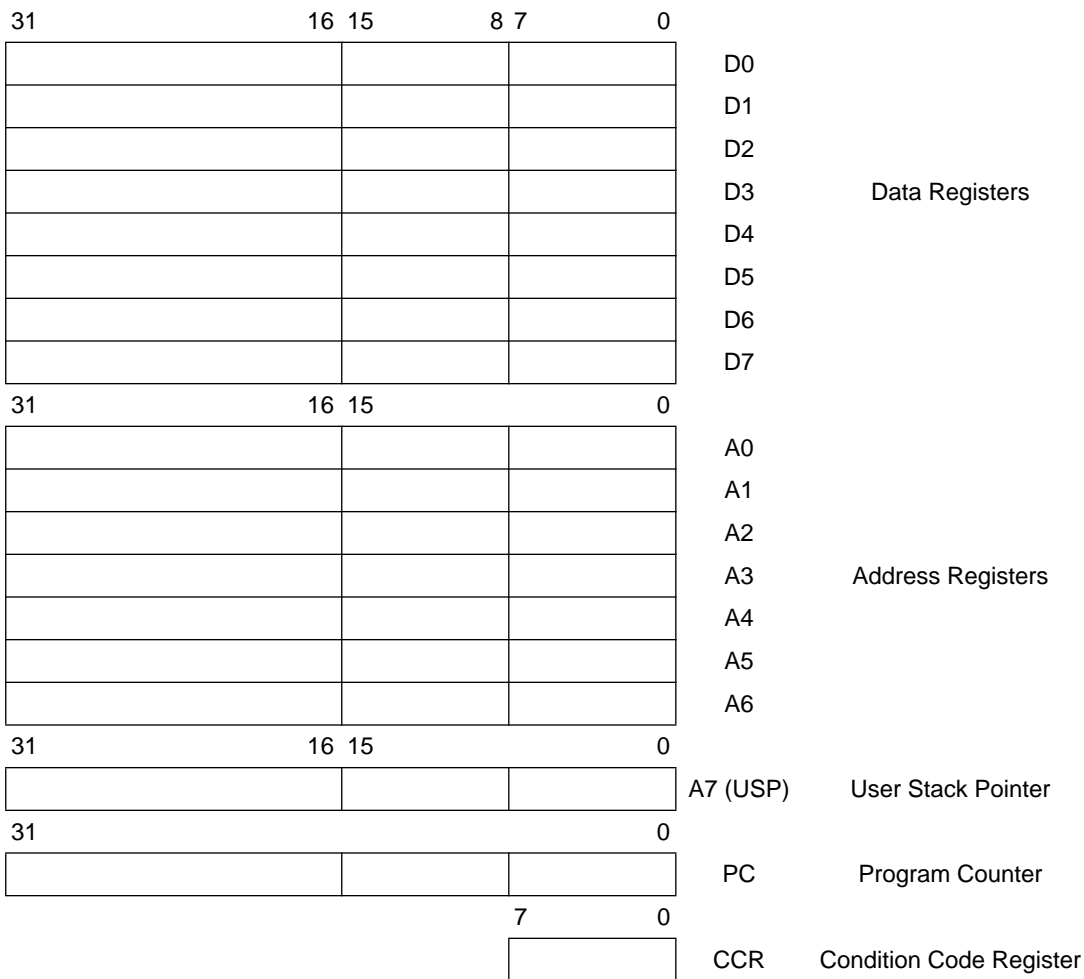 31 16 15 8 7 0
D0
D1
D2
D3 Data Registers
D4
D5
D6
D7
31 16 15 0
A0
A1
A2
A3 Address Registers
A4
A5
A6
31 16 15 0
A7 (USP) User Stack Pointer
31 0
PC Program Counter
7 0
CCR Condition Code Register